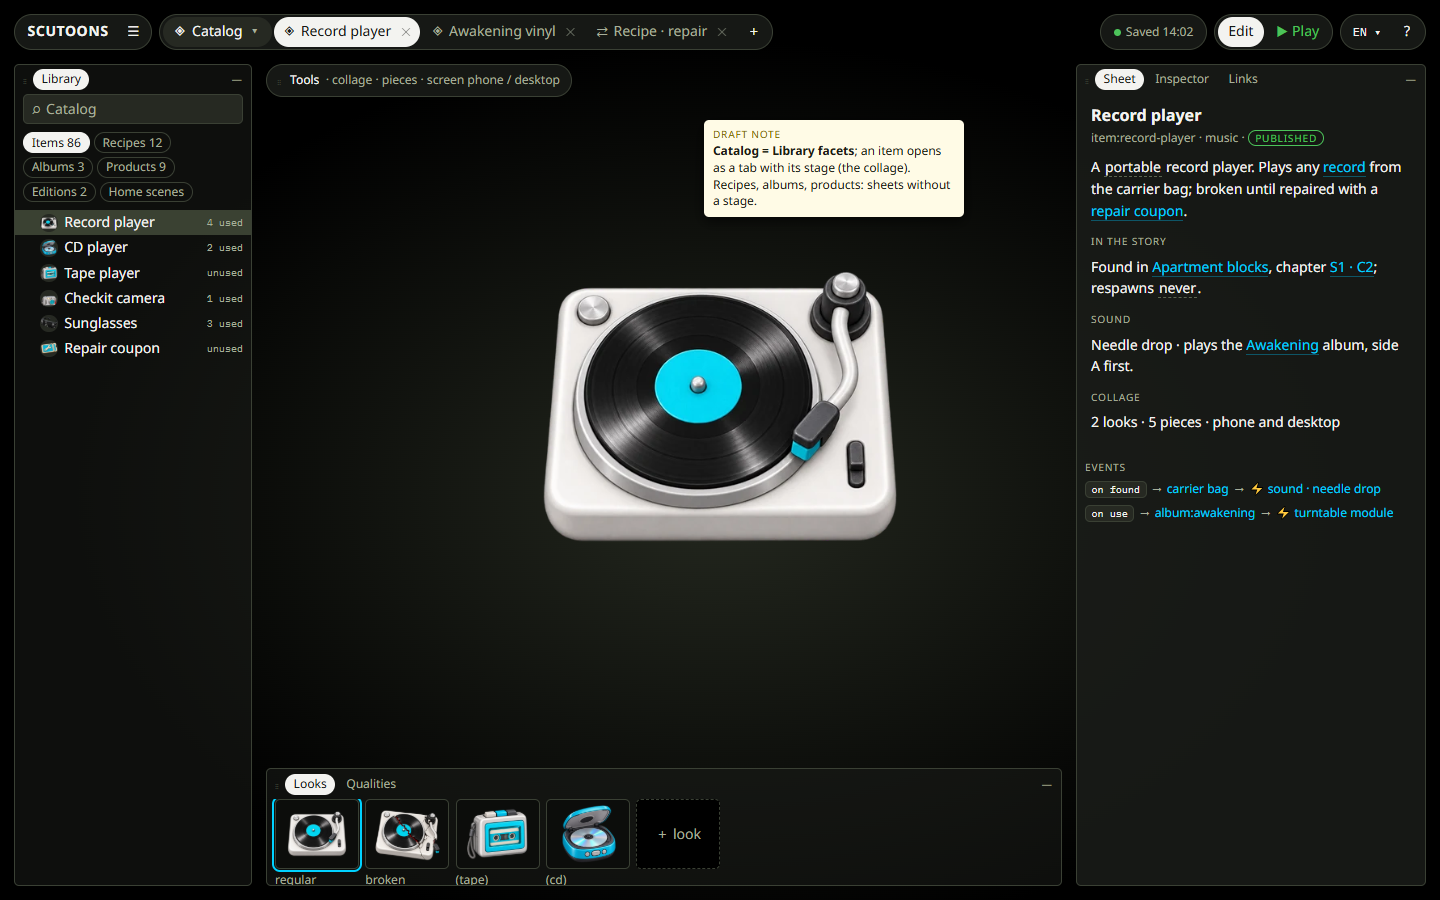 SCUTOONS ☰ ◈ Catalog ▾ ◈ Record player × ◈ Awakening vinyl × ⇄ Recipe · repair × + ● Saved 14:02 Edit ▶ Play EN ▾ ?
Library —
⌕ Catalog
Items 86 Recipes 12
Albums 3 Products 9
Editions 2 Home scenes
Record player 4 used
CD player 2 used
Tape player unused
Checkit camera 1 used
Sunglasses 3 used
Repair coupon unused
Tools · collage · pieces · screen phone / desktop
DRAFT NOTE
Catalog = Library facets; an item opens
as a tab with its stage (the collage).
Recipes, albums, products: sheets without
a stage.
Looks Qualities —
+ look
regular broken (tape) (cd)
Sheet Inspector Links —
Record player
item:record-player · music · PUBLISHED
A portable record player. Plays any record from
the carrier bag; broken until repaired with a
repair coupon.
IN THE STORY
Found in Apartment blocks, chapter S1 · C2;
respawns never.
SOUND
Needle drop · plays the Awakening album, side
A first.
COLLAGE
2 looks · 5 pieces · phone and desktop
EVENTS
on found → carrier bag → ⚡ sound · needle drop
on use → album:awakening → ⚡ turntable module